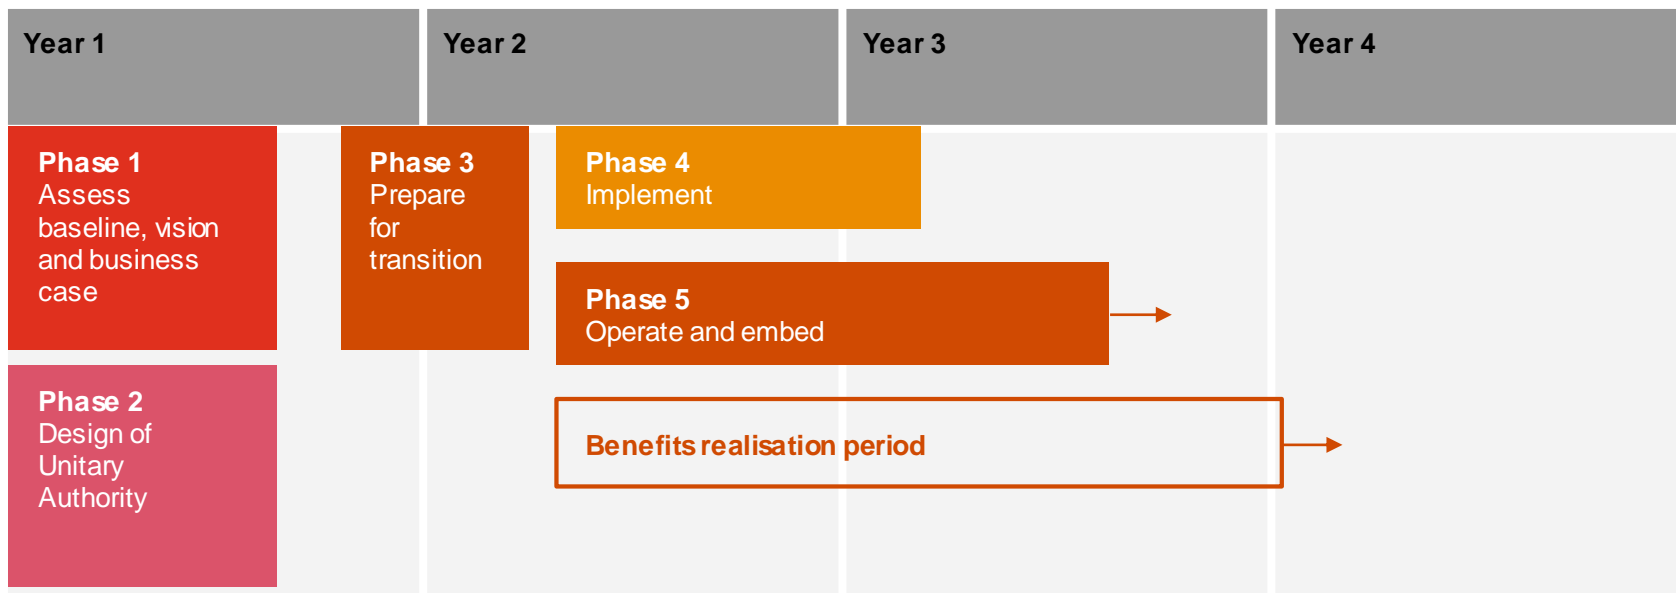 Year 1
Year 2
Year 3
Year 4
Phase 1
Assess
baseline, vision
and business
case
Phase 3
Prepare
for
transition
Phase 4
Implement
Phase 5
Operate and embed
Phase 2
Design of
Unitary
Authority
Benefits realisation period